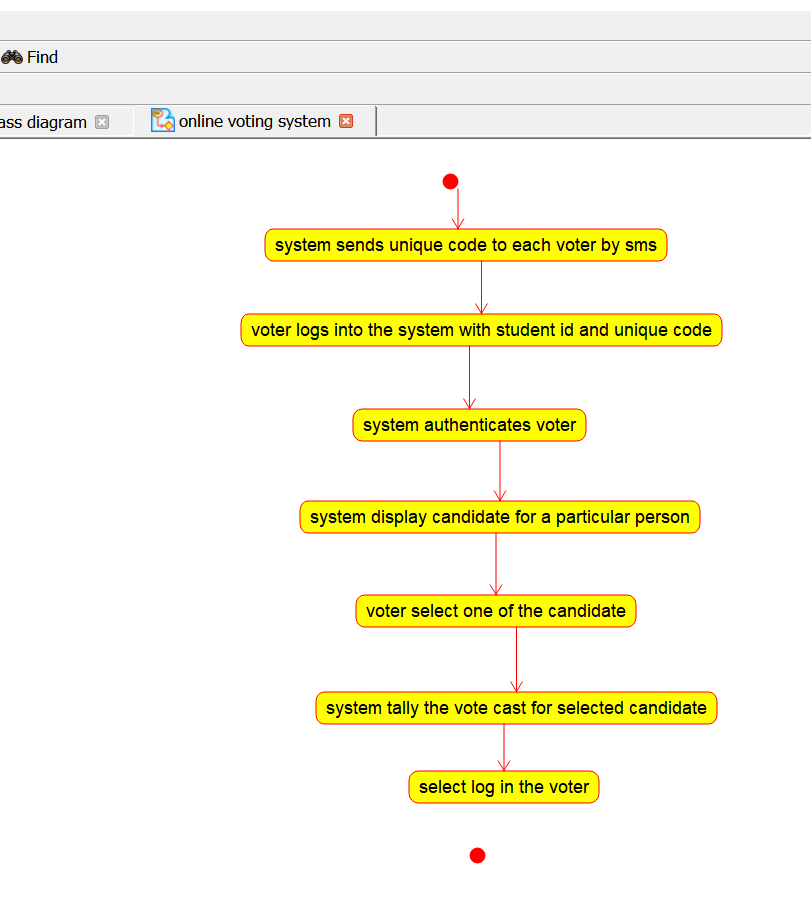 Find
ass diagram
online voting system
system sends unique code to each voter by sms
voter logs into the system with student id and unique code
system authenticates voter
system display candidate for a particular person
voter select one of the candidate
system tally the vote cast for selected candidate
select log in the voter